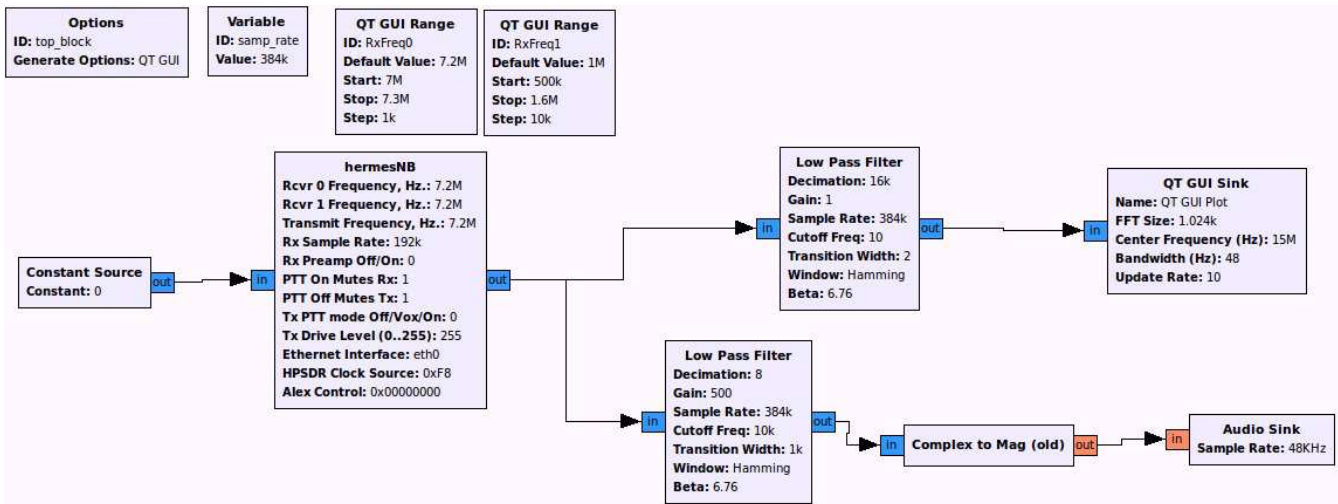 Options
ID: top_block
Generate Options: QT GUI
Variable
ID: samp_rate
Value: 384k
QT GUI Range
ID: RxFreq0
Default Value: 7.2M
Start: 7M
Stop: 7.3M
Step: 1k
QT GUI Range
ID: RxFreq1
Default Value: 1M
Start: 500k
Stop: 1.6M
Step: 10k
Constant Source
Constant: 0
out
in
hermesNB
Rcvr 0 Frequency, Hz.: 7.2M
Rcvr 1 Frequency, Hz.: 7.2M
Transmit Frequency, Hz.: 7.2M
Rx Sample Rate: 192k
Rx Preamp Off/On: 0
PTT On Mutes Rx: 1
PTT Off Mutes Tx: 1
Tx PTT mode Off/Vox/On: 0
Tx Drive Level (0..255): 255
Ethernet Interface: eth0
HPSDR Clock Source: 0xF8
Alex Control: 0x00000000
out
in
Low Pass Filter
Decimation: 16k
Gain: 1
Sample Rate: 384k
Cutoff Freq: 10
Transition Width: 2
Window: Hamming
Beta: 6.76
out
in
QT GUI Sink
Name: QT GUI Plot
FFT Size: 1.024k
Center Frequency (Hz): 15M
Bandwidth (Hz): 48
Update Rate: 10
in
Low Pass Filter
Decimation: 8
Gain: 500
Sample Rate: 384k
Cutoff Freq: 10k
Transition Width: 1k
Window: Hamming
Beta: 6.76
out
in
Complex to Mag (old)
out
in
Audio Sink
Sample Rate: 48KHz